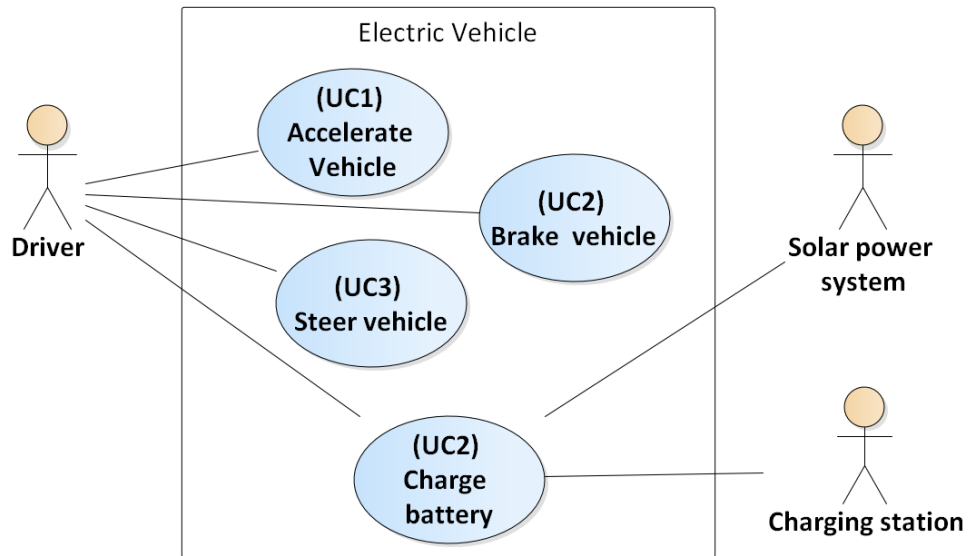 Electric Vehicle
(UC1)
Accelerate
Vehicle
(UC2)
Brake vehicle
Driver
Solar power
system
(UC3)
Steer vehicle
(UC2)
Charge
battery
Charging station